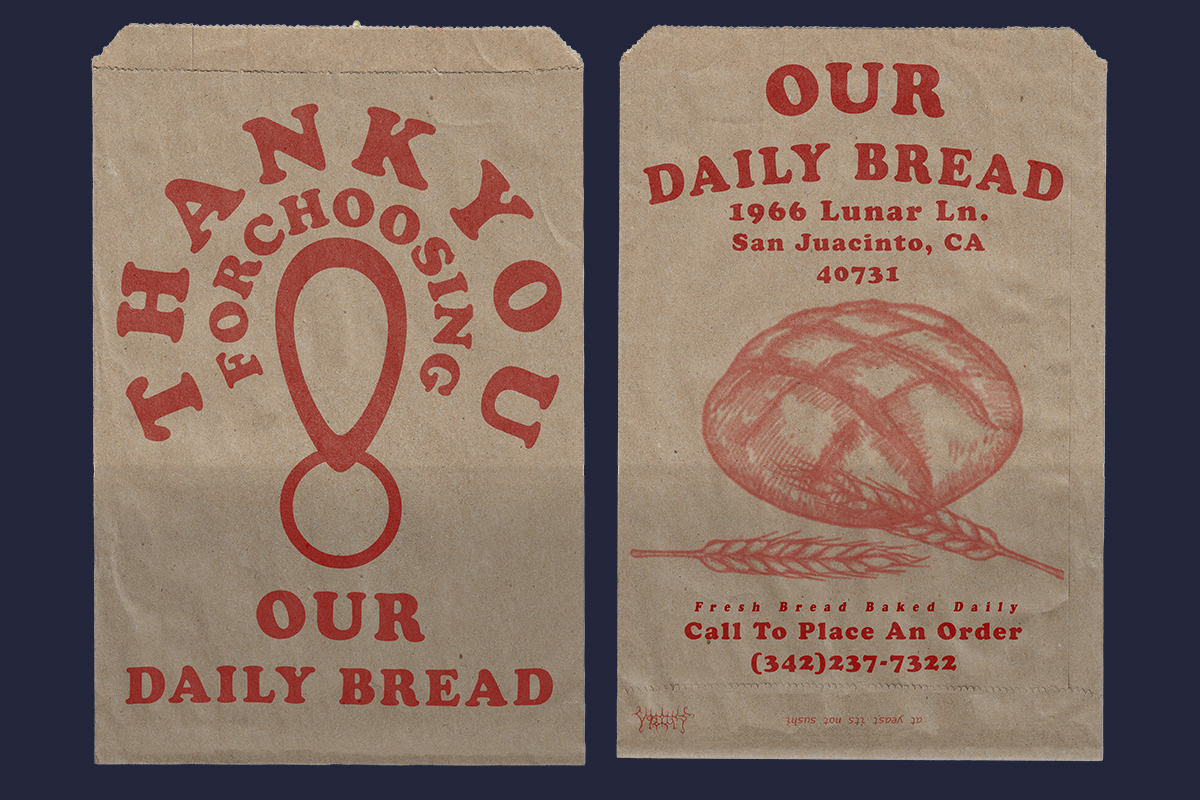 THANK YOU
FOR CHOOSING
OUR
DAILY BREAD
OUR
DAILY BREAD
1966 Lunar Ln.
San Juacinto, CA
40731
Fresh Bread Baked Daily
Call To Place An Order
(342)237-7322
at yeast its not sushi